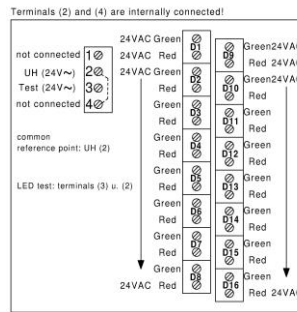 Terminals (2) and (4) are internally connected!
not connected 1
UH (24V~) 2
Test (24V~) 3
not connected 4
common
reference point: UH (2)
LED test: terminals (3) u. (2)
24VAC Green
D1
24VAC Red
24VAC Green
D2
Red
Green
D3
Red
Green
D4
Red
Green
D5
Red
Green
D6
Red
Green
D7
Red
Green
D8
24VAC Red
Green 24VAC
D9
Red 24VAC
Green 24VAC
D10
Red
Green
D11
Red
Green
D12
Red
Green
D13
Red
Green
D14
Red
Green
D15
Red
Green
D16
Red 24VAC